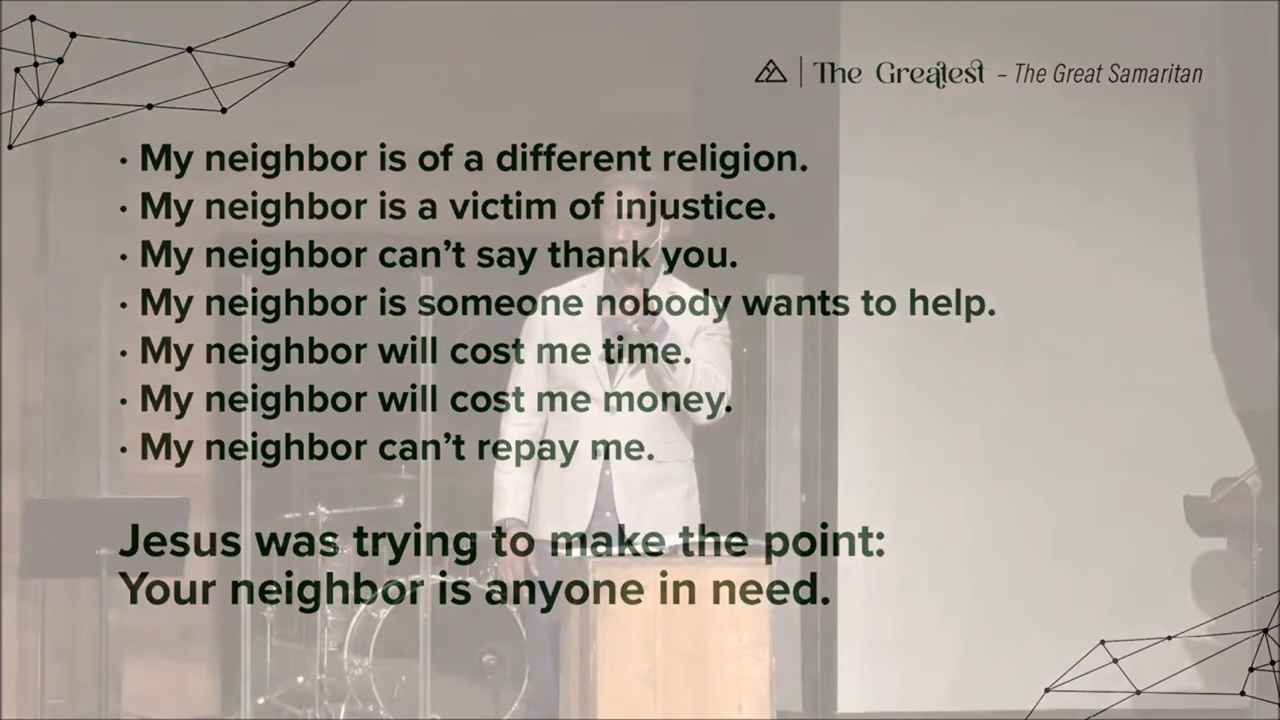 The Greatest – The Great Samaritan
· My neighbor is of a different religion.
· My neighbor is a victim of injustice.
· My neighbor can’t say thank you.
· My neighbor is someone nobody wants to help.
· My neighbor will cost me time.
· My neighbor will cost me money.
· My neighbor can’t repay me.
Jesus was trying to make the point:
Your neighbor is anyone in need.